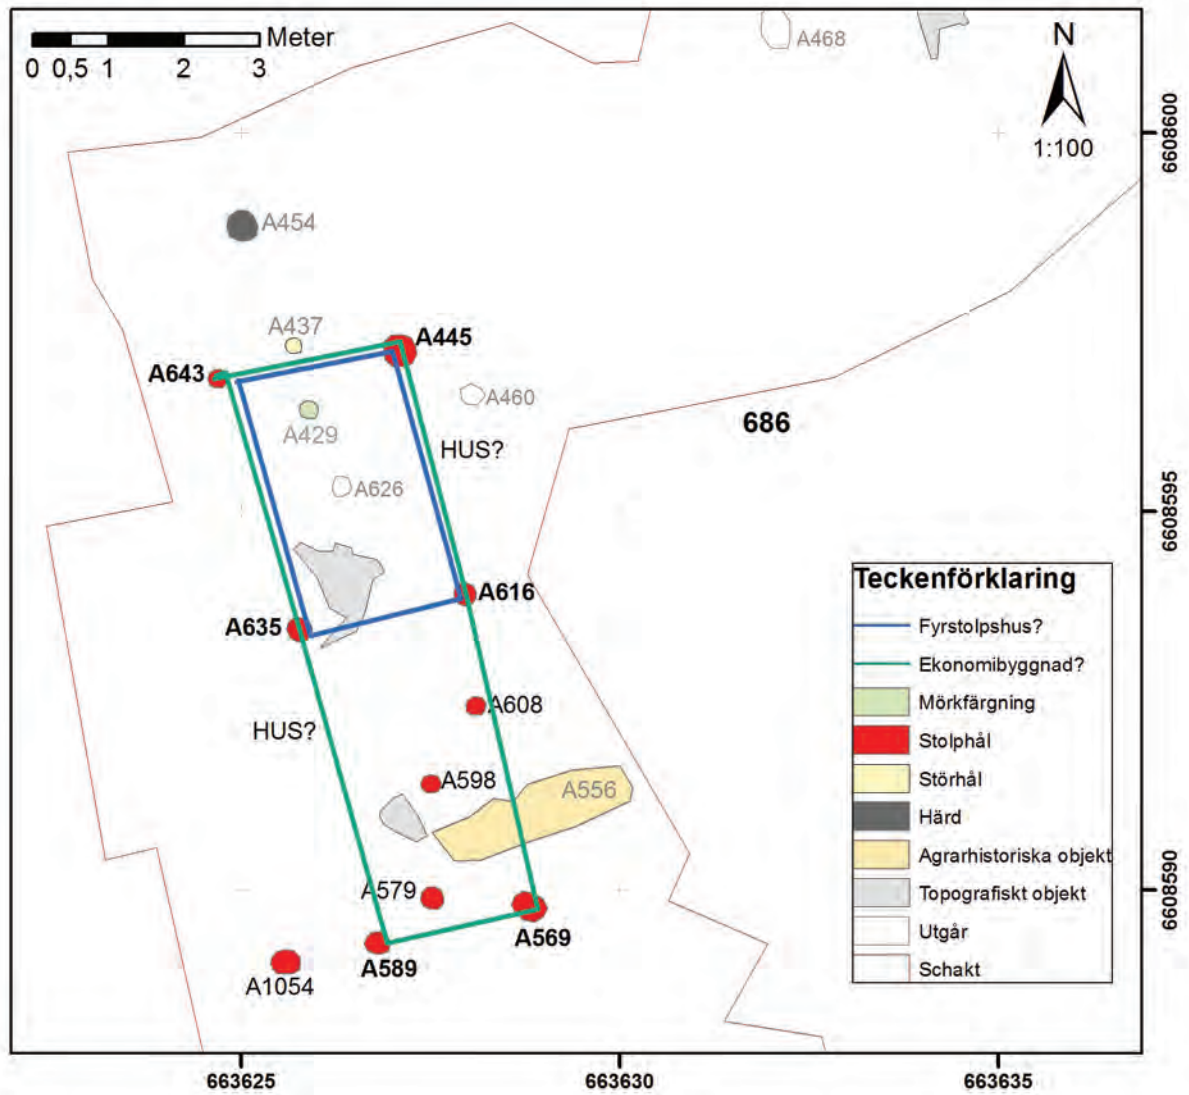 Meter
0 0,5 1 2 3
A468
N
1:100
6608600
A454
A437
A445
A643
A460
A429
HUS?
686
A626
6608595
Teckenförklaring
A616
Fyrstolpshus?
A635
Ekonomibyggnad?
Mörkfärgning
A608
HUS?
Stolphål
A598
Störhål
A556
Härd
Agrarhistoriska objekt
A579
Topografiskt objekt
6608590
A569
Utgår
A589
Schakt
A1054
663625 663630 663635